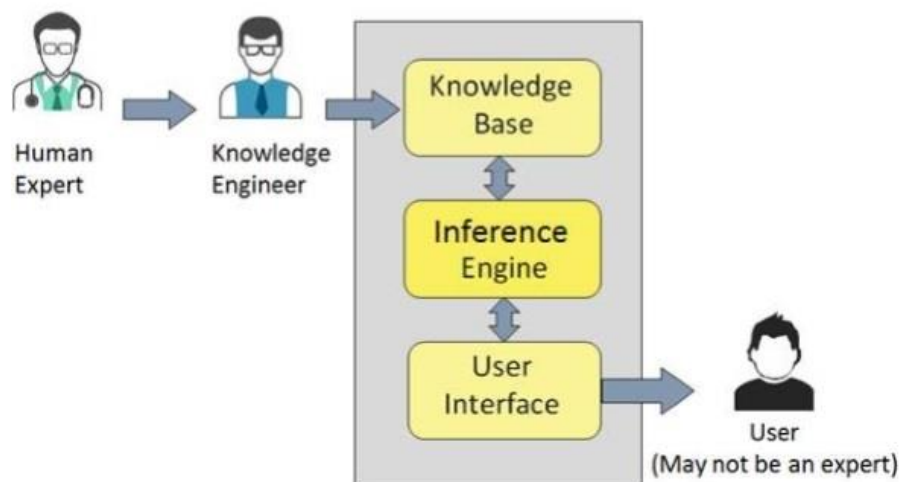 Human
Expert
Knowledge
Engineer
Knowledge
Base
Inference
Engine
User
Interface
User
(May not be an expert)